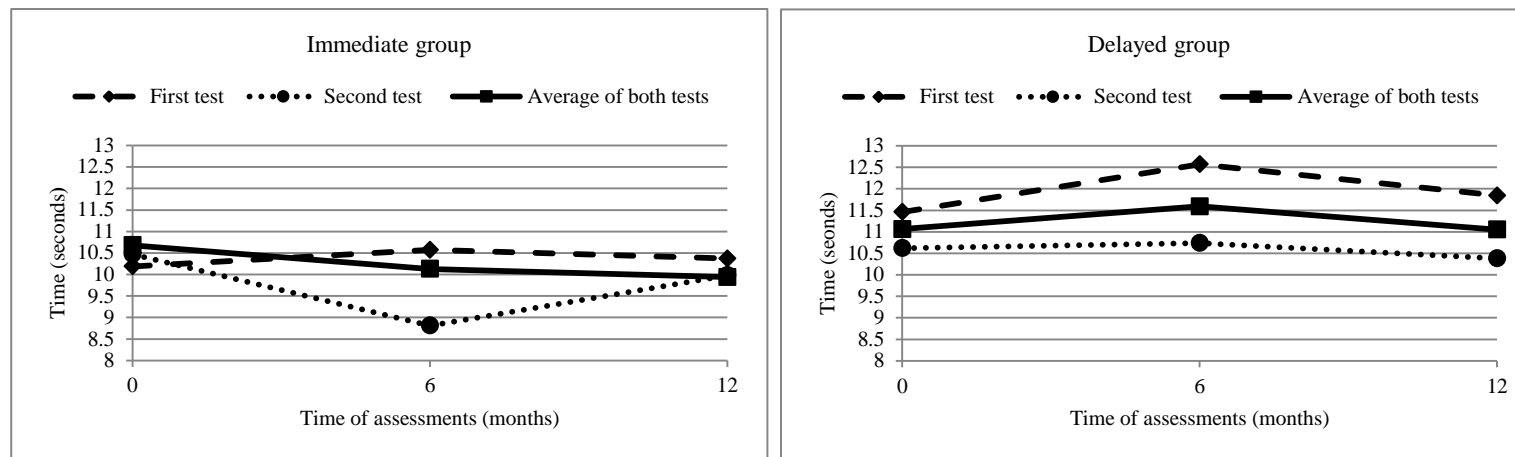 Immediate group
First test Second test Average of both tests
Time (seconds)
13
12.5
12
11.5
11
10.5
10
9.5
9
8.5
8
0 6 12
Time of assessments (months)
Delayed group
First test Second test Average of both tests
Time (seconds)
13
12.5
12
11.5
11
10.5
10
9.5
9
8.5
8
0 6 12
Time of assessments (months)